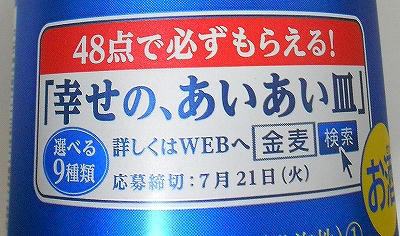 48点で必ずもらえる!
「幸せの、あいあい皿」
選べる
9種類
詳しくはWEBへ 金麦 検索
応募締切:7月21日(火)
お酒